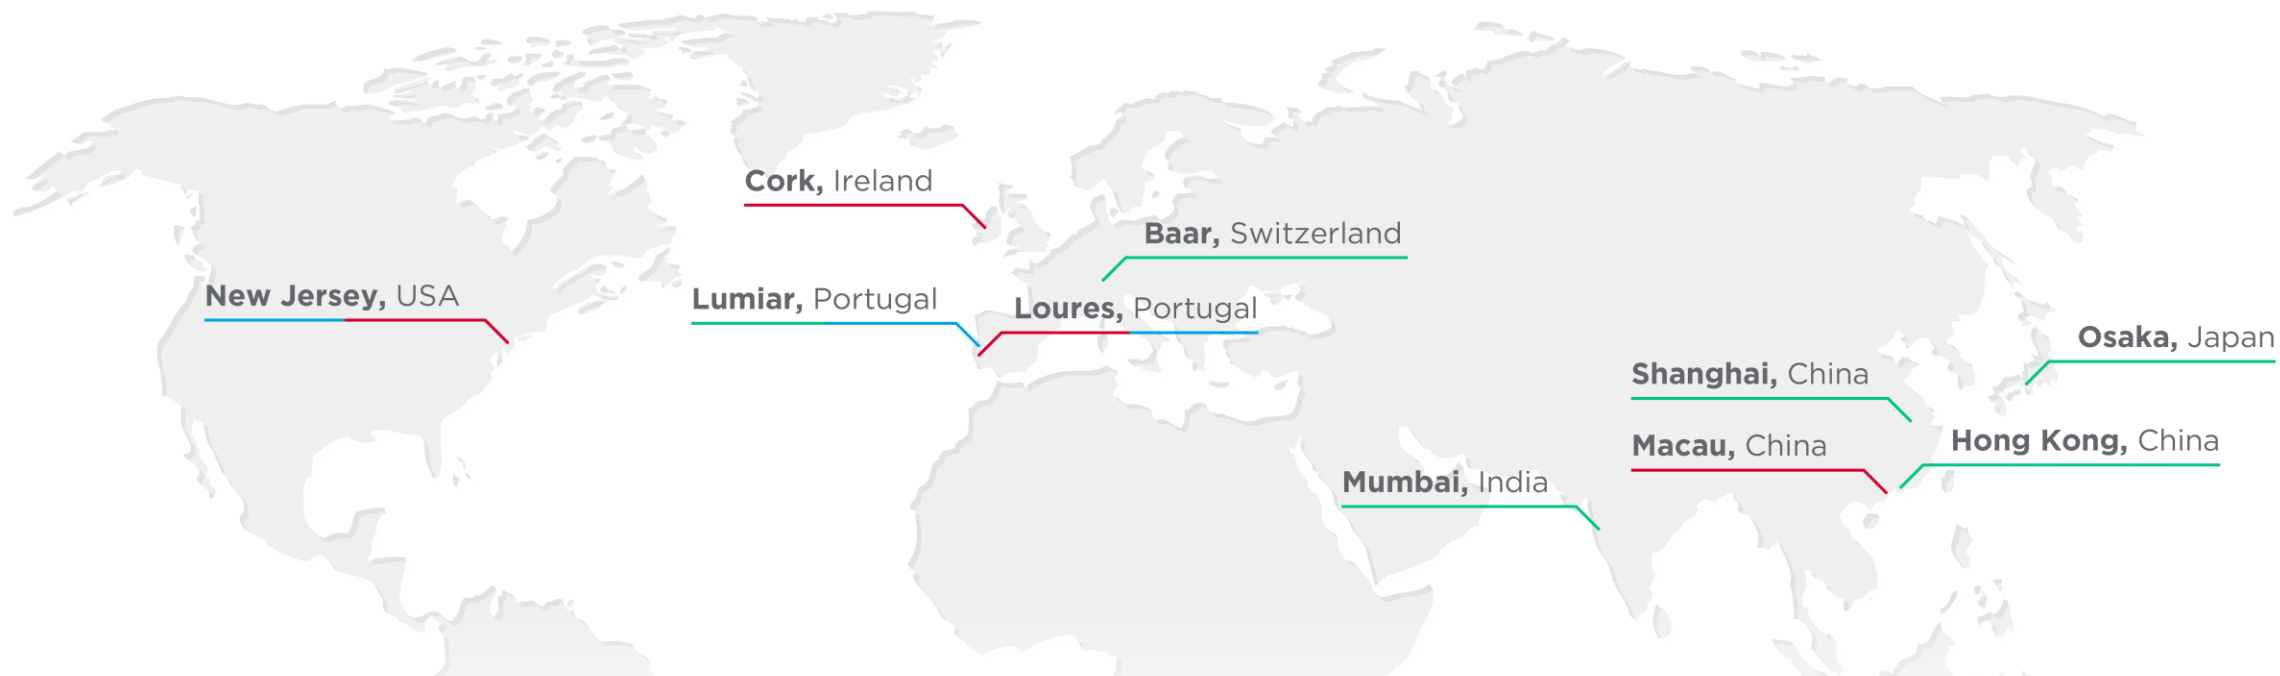 Cork, Ireland
Baar, Switzerland
New Jersey, USA
Lumiar, Portugal
Loures, Portugal
Osaka, Japan
Shanghai, China
Macau, China
Hong Kong, China
Mumbai, India